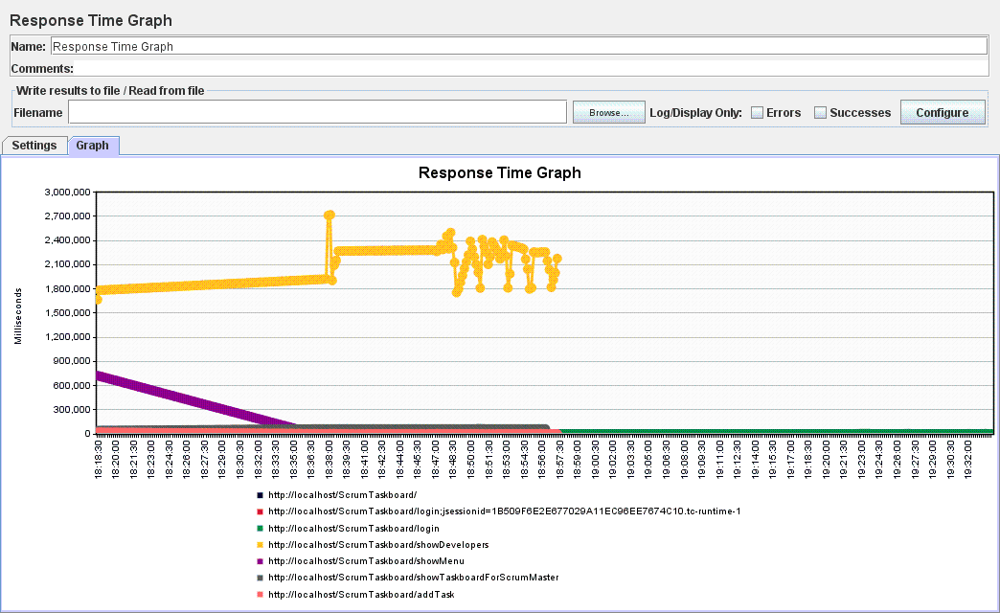 Response Time Graph
Name: Response Time Graph
Comments:
Write results to file / Read from file
Filename Browse... Log/Display Only: Errors Successes Configure
Settings Graph
Response Time Graph
3,000,000
2,700,000
2,400,000
2,100,000
1,800,000
1,500,000
1,200,000
900,000
600,000
300,000
0
Milliseconds
18:18:30 18:20:00 18:21:30 18:23:00 18:24:30 18:26:00 18:27:30 18:29:00 18:30:30 18:32:00 18:33:30 18:35:00 18:36:30 18:38:00 18:39:30 18:41:00 18:42:30 18:44:00 18:45:30 18:47:00 18:48:30 18:50:00 18:51:30 18:53:00 18:54:30 18:56:00 18:57:30 18:59:00 19:00:30 19:02:00 19:03:30 19:05:00 19:06:30 19:08:00 19:09:30 19:11:00 19:12:30 19:14:00 19:15:30 19:17:00 19:18:30 19:20:00 19:21:30 19:23:00 19:24:30 19:26:00 19:27:30 19:29:00 19:30:30 19:32:00
http://localhost/ScrumTaskboard/
http://localhost/ScrumTaskboard/login;jsessionid=1B509F6E2E677029A11EC96EE7674C10.tc-runtime-1
http://localhost/ScrumTaskboard/login
http://localhost/ScrumTaskboard/showDevelopers
http://localhost/ScrumTaskboard/showMenu
http://localhost/ScrumTaskboard/showTaskboardForScrumMaster
http://localhost/ScrumTaskboard/addTask